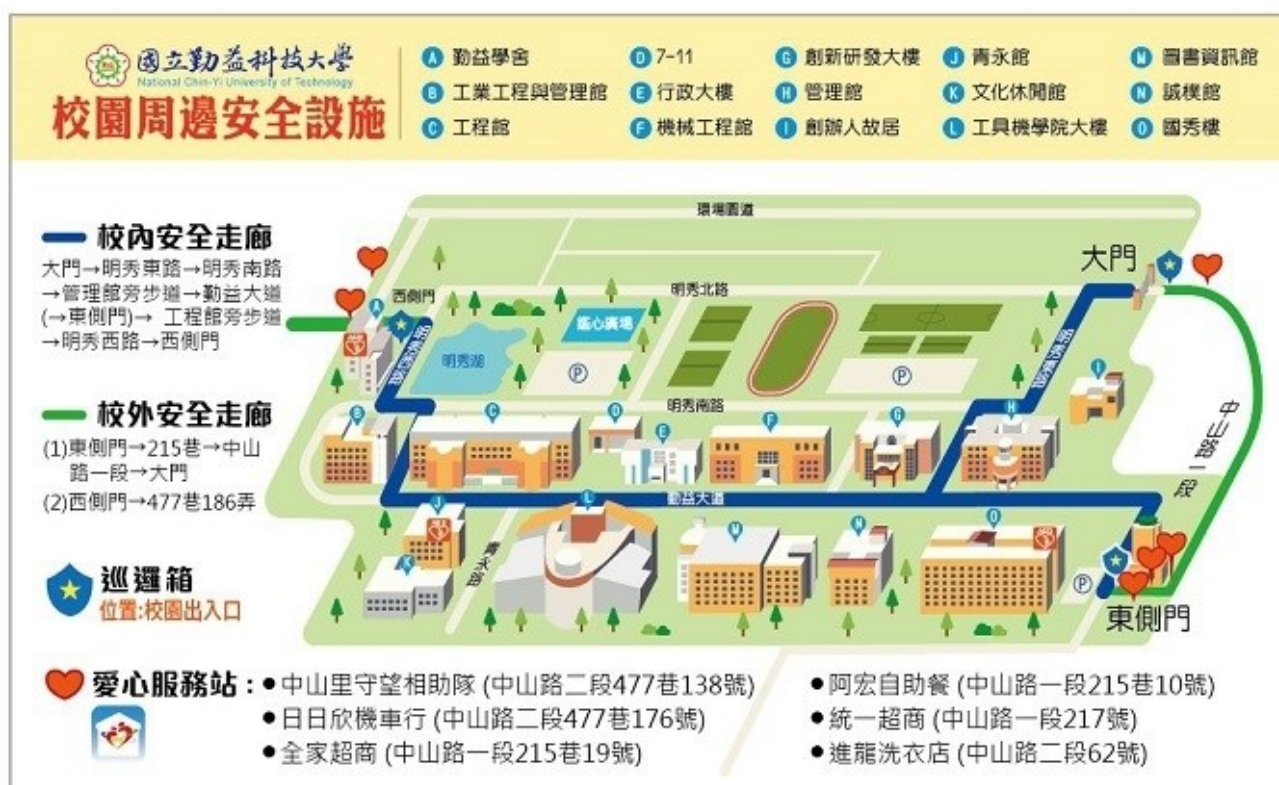 國立勤益科技大學
National Chin-Yi University of Technology
校園周邊安全設施
A 勤益學舍
B 工業工程與管理館
C 工程館
D 7-11
E 行政大樓
F 機械工程館
G 創新研發大樓
H 管理館
I 創辦人故居
J 青永館
K 文化休閒館
L 工具機學院大樓
M 圖書資訊館
N 誠樸館
O 國秀樓
校內安全走廊
大門→明秀東路→明秀南路
→管理館旁步道→勤益大道
(→東側門)→ 工程館旁步道
→明秀西路→西側門
校外安全走廊
(1)東側門→215巷→中山
路一段→大門
(2)西側門→477巷186弄
巡邏箱
位置:校園出入口
環場園道
大門
西側門
明秀北路
A
鑑心廣場
明秀西路
明秀湖
P
P
明秀東路
I
中山路一段
明秀南路
B
C
D
E
F
G
H
勤益大道
J
L
M
N
O
AED
AED
AED
K
青永路
P
東側門
愛心服務站：
●中山里守望相助隊 (中山路二段477巷138號)
●日日欣機車行 (中山路二段477巷176號)
●全家超商 (中山路一段215巷19號)
●阿宏自助餐 (中山路一段215巷10號)
●統一超商 (中山路一段217號)
●進龍洗衣店 (中山路二段62號)